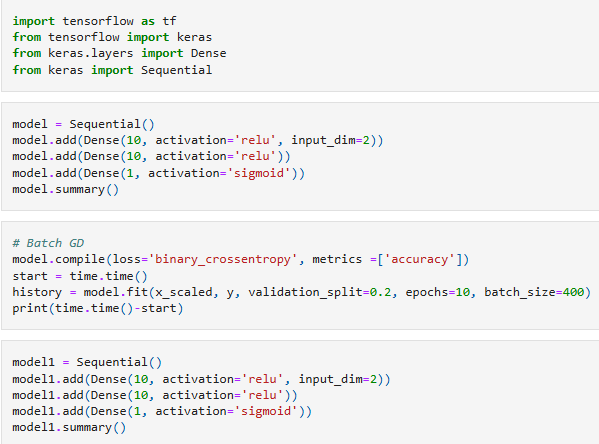 import tensorflow as tf
from tensorflow import keras
from keras.layers import Dense
from keras import Sequential
model = Sequential()
model.add(Dense(10, activation='relu', input_dim=2))
model.add(Dense(10, activation='relu'))
model.add(Dense(1, activation='sigmoid'))
model.summary()
# Batch GD
model.compile(loss='binary_crossentropy', metrics =['accuracy'])
start = time.time()
history = model.fit(x_scaled, y, validation_split=0.2, epochs=10, batch_size=400)
print(time.time()-start)
model1 = Sequential()
model1.add(Dense(10, activation='relu', input_dim=2))
model1.add(Dense(10, activation='relu'))
model1.add(Dense(1, activation='sigmoid'))
model1.summary()